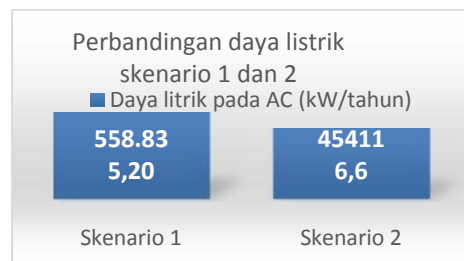 Perbandingan daya listrik
skenario 1 dan 2
Daya litrik pada AC (kW/tahun)
558.83
5,20
45411
6,6
Skenario 1
Skenario 2